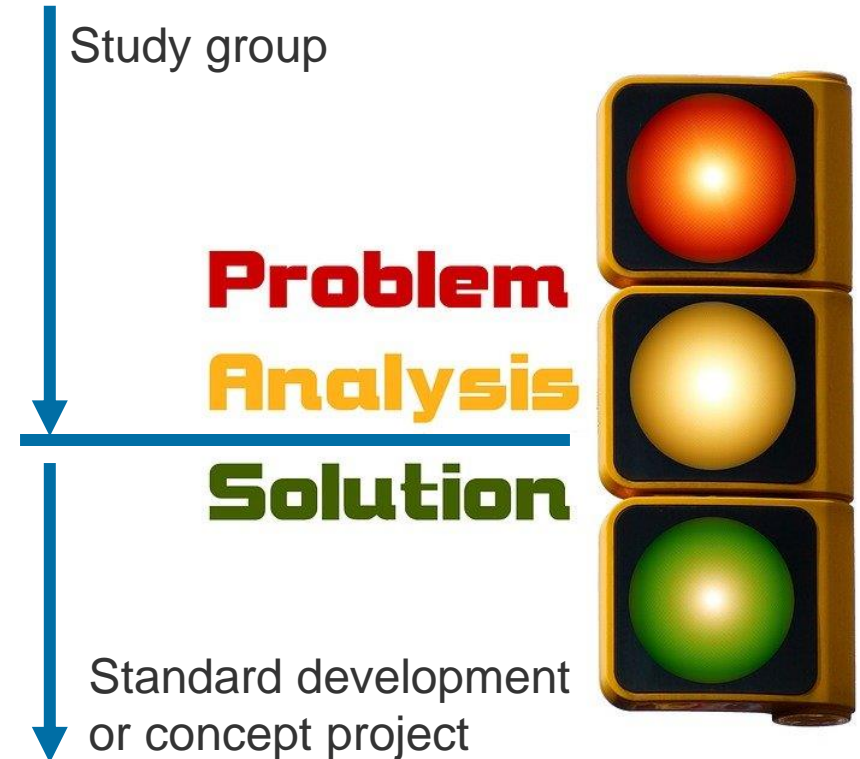 Study group
Problem
Analysis
Solution
Standard development
or concept project